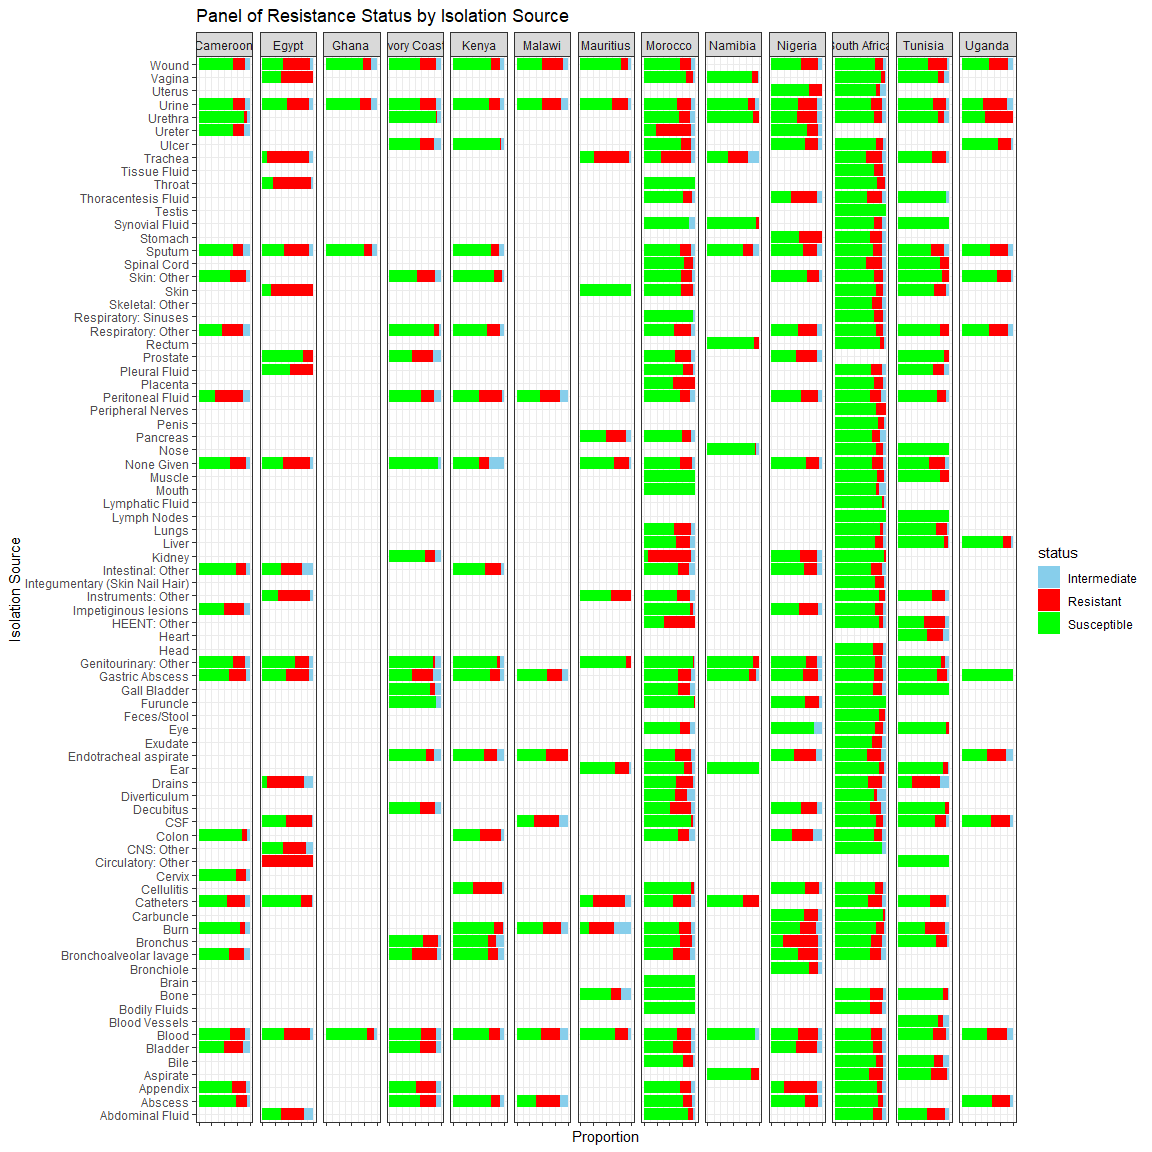 Panel of Resistance Status by Isolation Source
Cameroon Egypt Ghana vory Coast Kenya Malawi Mauritius Morocco Namibia Nigeria outh Africa Tunisia Uganda
Wound
Vagina
Uterus
Urine
Urethra
Ureter
Ulcer
Trachea
Tissue Fluid
Throat
Thoracentesis Fluid
Testis
Synovial Fluid
Stomach
Sputum
Spinal Cord
Skin: Other
Skin
Skeletal: Other
Respiratory: Sinuses
Respiratory: Other
Rectum
Prostate
Pleural Fluid
Placenta
Peritoneal Fluid
Peripheral Nerves
Penis
Pancreas
Nose
None Given
Muscle
Mouth
Lymphatic Fluid
Lymph Nodes
Lungs
Liver
Kidney
Intestinal: Other
Integumentary (Skin Nail Hair)
Instruments: Other
Impetiginous lesions
HEENT: Other
Heart
Head
Genitourinary: Other
Gastric Abscess
Gall Bladder
Furuncle
Feces/Stool
Eye
Exudate
Endotracheal aspirate
Ear
Drains
Diverticulum
Decubitus
CSF
Colon
CNS: Other
Circulatory: Other
Cervix
Cellulitis
Catheters
Carbuncle
Burn
Bronchus
Bronchoalveolar lavage
Bronchiole
Brain
Bone
Bodily Fluids
Blood Vessels
Blood
Bladder
Bile
Aspirate
Appendix
Abscess
Abdominal Fluid
Isolation Source
Proportion
status
Intermediate
Resistant
Susceptible